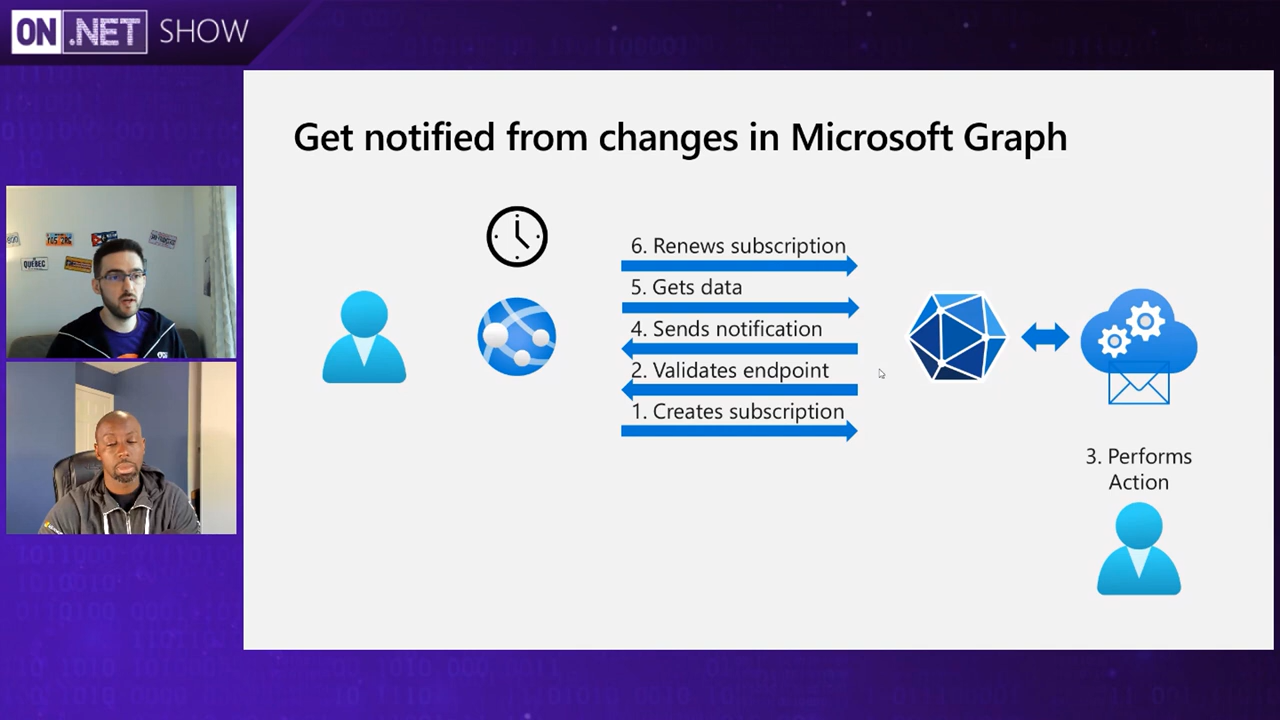 ON .NET SHOW
Get notified from changes in Microsoft Graph
6. Renews subscription
5. Gets data
4. Sends notification
2. Validates endpoint
1. Creates subscription
3. Performs
Action
QUÉBEC